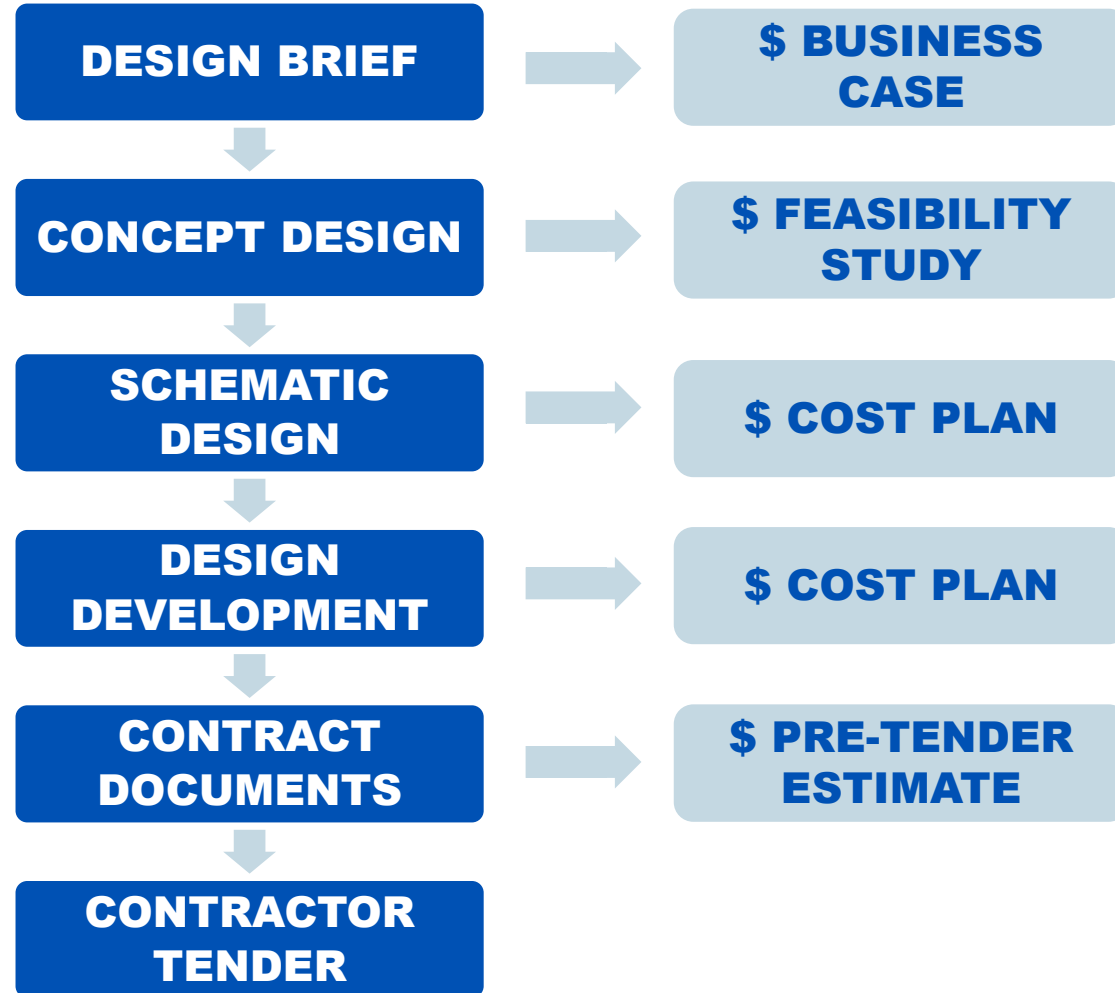 DESIGN BRIEF
$ BUSINESS
CASE
CONCEPT DESIGN
$ FEASIBILITY
STUDY
SCHEMATIC
DESIGN
$ COST PLAN
DESIGN
DEVELOPMENT
$ COST PLAN
CONTRACT
DOCUMENTS
$ PRE-TENDER
ESTIMATE
CONTRACTOR
TENDER